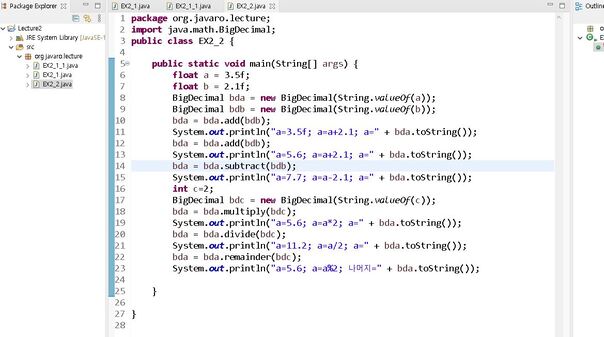 Package Explorer
EX2_1.java
EX2_1_1.java
EX2_2.java
Outline
Lecture2
JRE System Library [JavaSE-1
src
org.javaro.lecture
EX2_1_1.java
EX2_1.java
EX2_2.java
1 package org.javaro.lecture;
2 import java.math.BigDecimal;
3 public class EX2_2 {
4
5 public static void main(String[] args) {
6 float a = 3.5f;
7 float b = 2.1f;
8 BigDecimal bda = new BigDecimal(String.valueOf(a));
9 BigDecimal bdb = new BigDecimal(String.valueOf(b));
10 bda = bda.add(bdb);
11 System.out.println("a=3.5f; a=a+2.1; a=" + bda.toString());
12 bda = bda.add(bdb);
13 System.out.println("a=5.6; a=a+2.1; a=" + bda.toString());
14 bda = bda.subtract(bdb);
15 System.out.println("a=7.7; a=a-2.1; a=" + bda.toString());
16 int c=2;
17 BigDecimal bdc = new BigDecimal(String.valueOf(c));
18 bda = bda.multiply(bdc);
19 System.out.println("a=5.6; a=a*2; a=" + bda.toString());
20 bda = bda.divide(bdc);
21 System.out.println("a=11.2; a=a/2; a=" + bda.toString());
22 bda = bda.remainder(bdc);
23 System.out.println("a=5.6; a=a%2; 나머지=" + bda.toString());
24
25 }
26
27 }
28
org
E